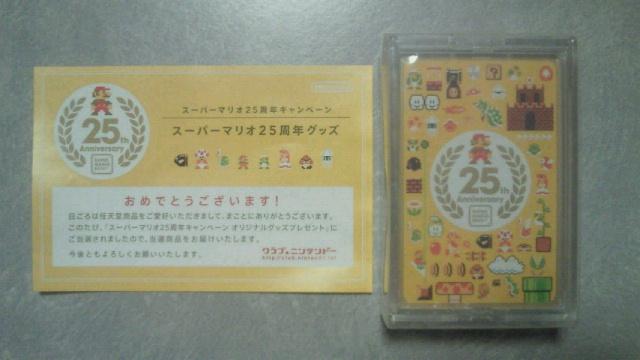 25th
Anniversary
SUPER MARIO BROS.
スーパーマリオ25周年キャンペーン
スーパーマリオ25周年グッズ
おめでとうございます!
日ごろは任天堂商品をご愛好いただきまして、まことにありがとうございます。
このたび、「スーパーマリオ25周年キャンペーン オリジナルグッズプレゼント」に
ご当選されましたので、当選商品をお届けいたします。
今後ともよろしくお願いいたします。
クラブニンテンドー
http://club.nintendo.jp/
25th
Anniversary